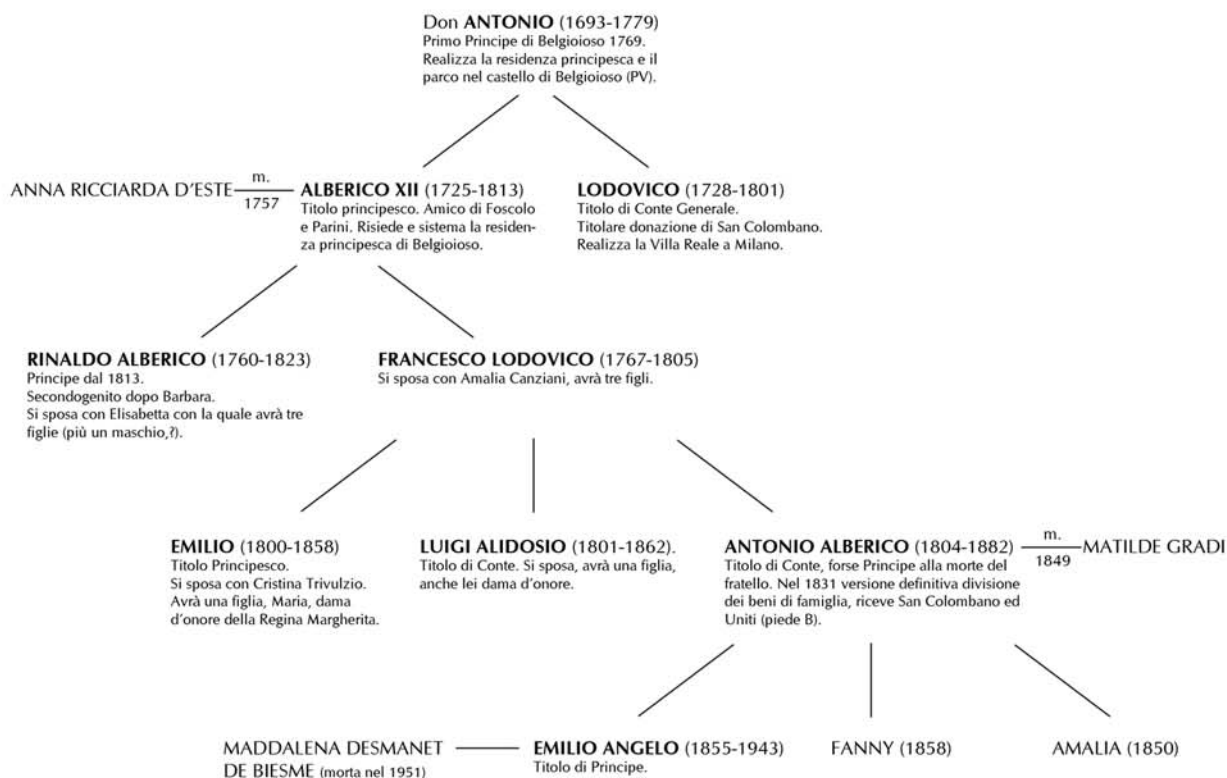 Don ANTONIO (1693-1779)
Primo Principe di Belgioioso 1769.
Realizza la residenza principesca e il
parco nel castello di Belgioioso (PV).
ANNA RICCIARDA D'ESTE
m.
1757
ALBERICO XII (1725-1813)
Titolo principesco. Amico di Foscolo
e Parini. Risiede e sistema la residen-
za principesca di Belgioioso.
LODOVICO (1728-1801)
Titolo di Conte Generale.
Titolare donazione di San Colombano.
Realizza la Villa Reale a Milano.
RINALDO ALBERICO (1760-1823)
Principe dal 1813.
Secondogenito dopo Barbara.
Si sposa con Elisabetta con la quale avrà tre
figlie (più un maschio,?).
FRANCESCO LODOVICO (1767-1805)
Si sposa con Amalia Canziani, avrà tre figli.
EMILIO (1800-1858)
Titolo Principesco.
Si sposa con Cristina Trivulzio.
Avrà una figlia, Maria, dama
d'onore della Regina Margherita.
LUIGI ALIDOSIO (1801-1862).
Titolo di Conte. Si sposa, avrà una figlia,
anche lei dama d'onore.
ANTONIO ALBERICO (1804-1882)
Titolo di Conte, forse Principe alla morte del
fratello. Nel 1831 versione definitiva divisione
dei beni di famiglia, riceve San Colombano ed
Uniti (piede B).
m.
1849
MATILDE GRADI
MADDALENA DESMANET
DE BIESME (morta nel 1951)
EMILIO ANGELO (1855-1943)
Titolo di Principe.
FANNY (1858)
AMALIA (1850)